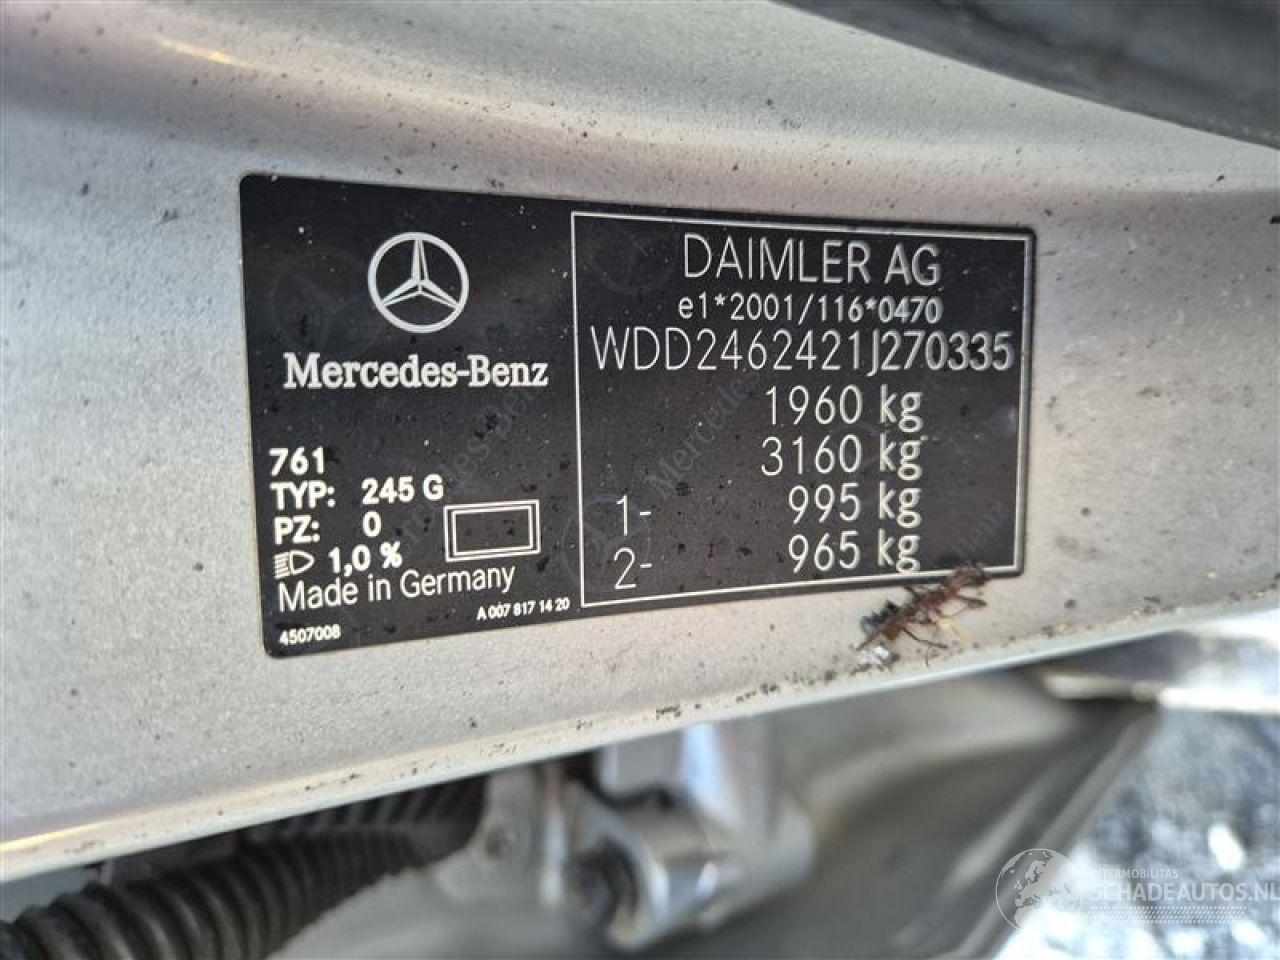 Mercedes-Benz
761
TYP: 245 G
PZ: 0
1,0 %
Made in Germany
4507008
A 007 817 14 20
DAIMLER AG
e1*2001/116*0470
WDD2462421J270335
1960 kg
3160 kg
1- 995 kg
2- 965 kg
INTERMOBILITAS
SCHADEAUTOS.NL